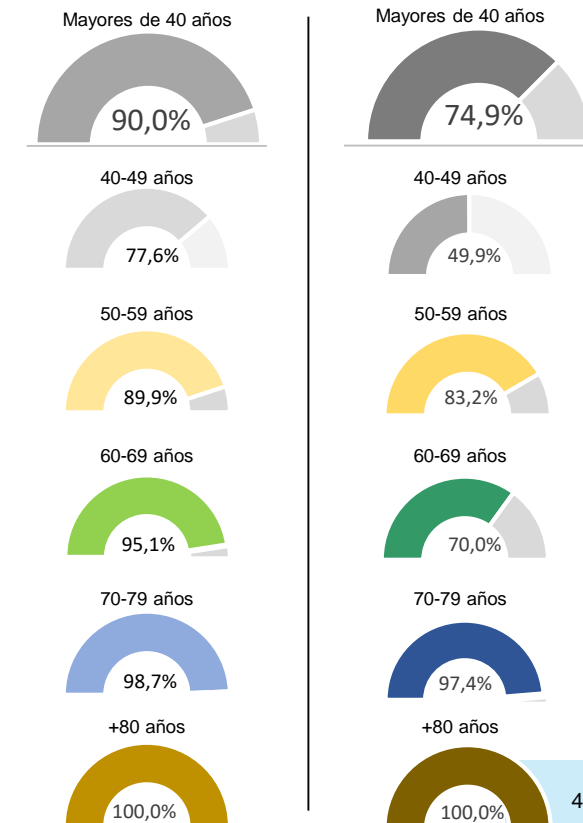 Mayores de 40 años
90,0%
40-49 años
77,6%
50-59 años
89,9%
60-69 años
95,1%
70-79 años
98,7%
+80 años
100,0%
Mayores de 40 años
74,9%
40-49 años
49,9%
50-59 años
83,2%
60-69 años
70,0%
70-79 años
97,4%
+80 años
100,0%
4